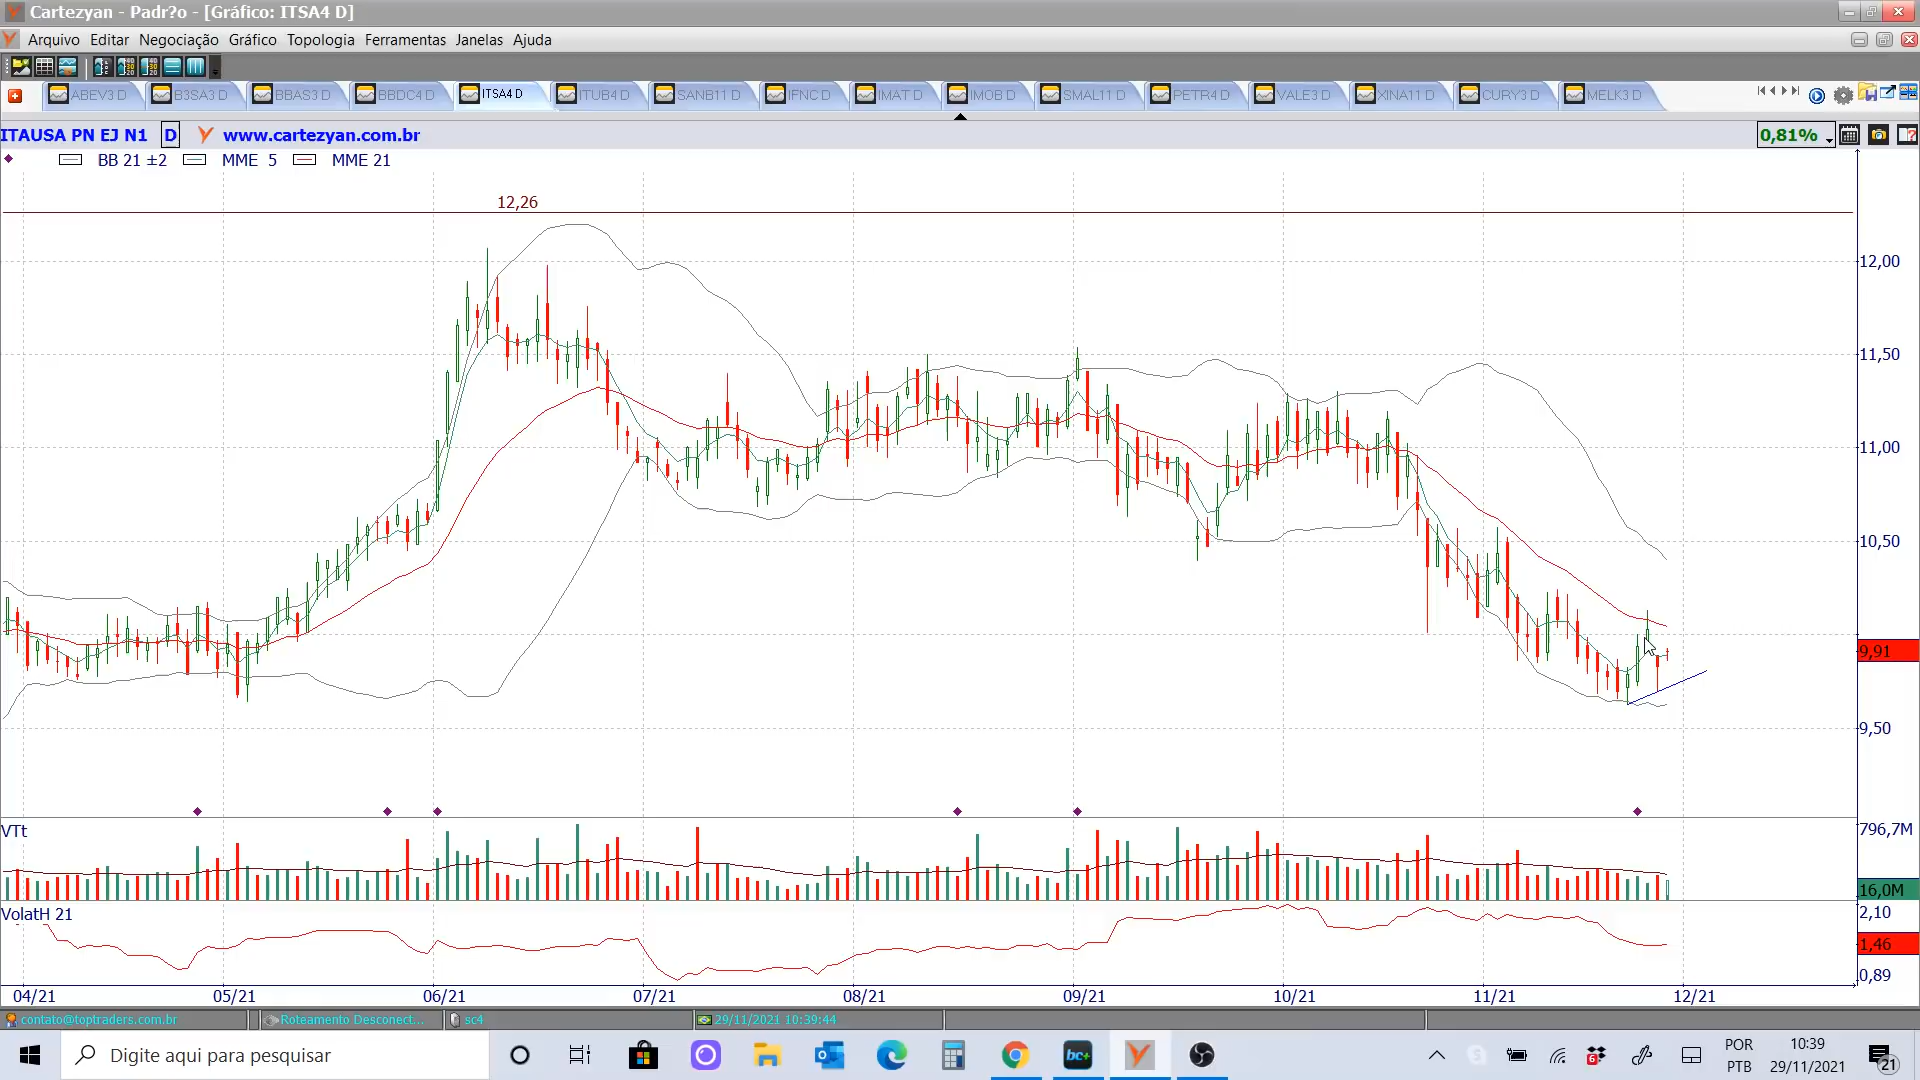 Cartezyan - Padr?o - [Gráfico: ITSA4 D]
Arquivo Editar Negociação Gráfico Topologia Ferramentas Janelas Ajuda
ABEV3 D B3SA3 D BBAS3 D BBDC4 D ITSA4 D ITUB4 D SANB11 D IFNC D IMAT D IMOB D SMAL11 D PETR4 D VALE3 D XINA11 D CURY3 D MELK3 D
ITAUSA PN EJ N1 D www.cartezyan.com.br 0,81%
BB 21 ±2 MME 5 MME 21
12,26
12,00
11,50
11,00
10,50
9,91
9,50
VTt
796,7M
16,0M
VolatH 21
2,10
1,46
0,89
04/21 05/21 06/21 07/21 08/21 09/21 10/21 11/21 12/21
contato@toptraders.com.br Roteamento Desconect... sc4 29/11/2021 10:39:44
Digite aqui para pesquisar
bc+
6
POR
PTB
10:39
29/11/2021
21